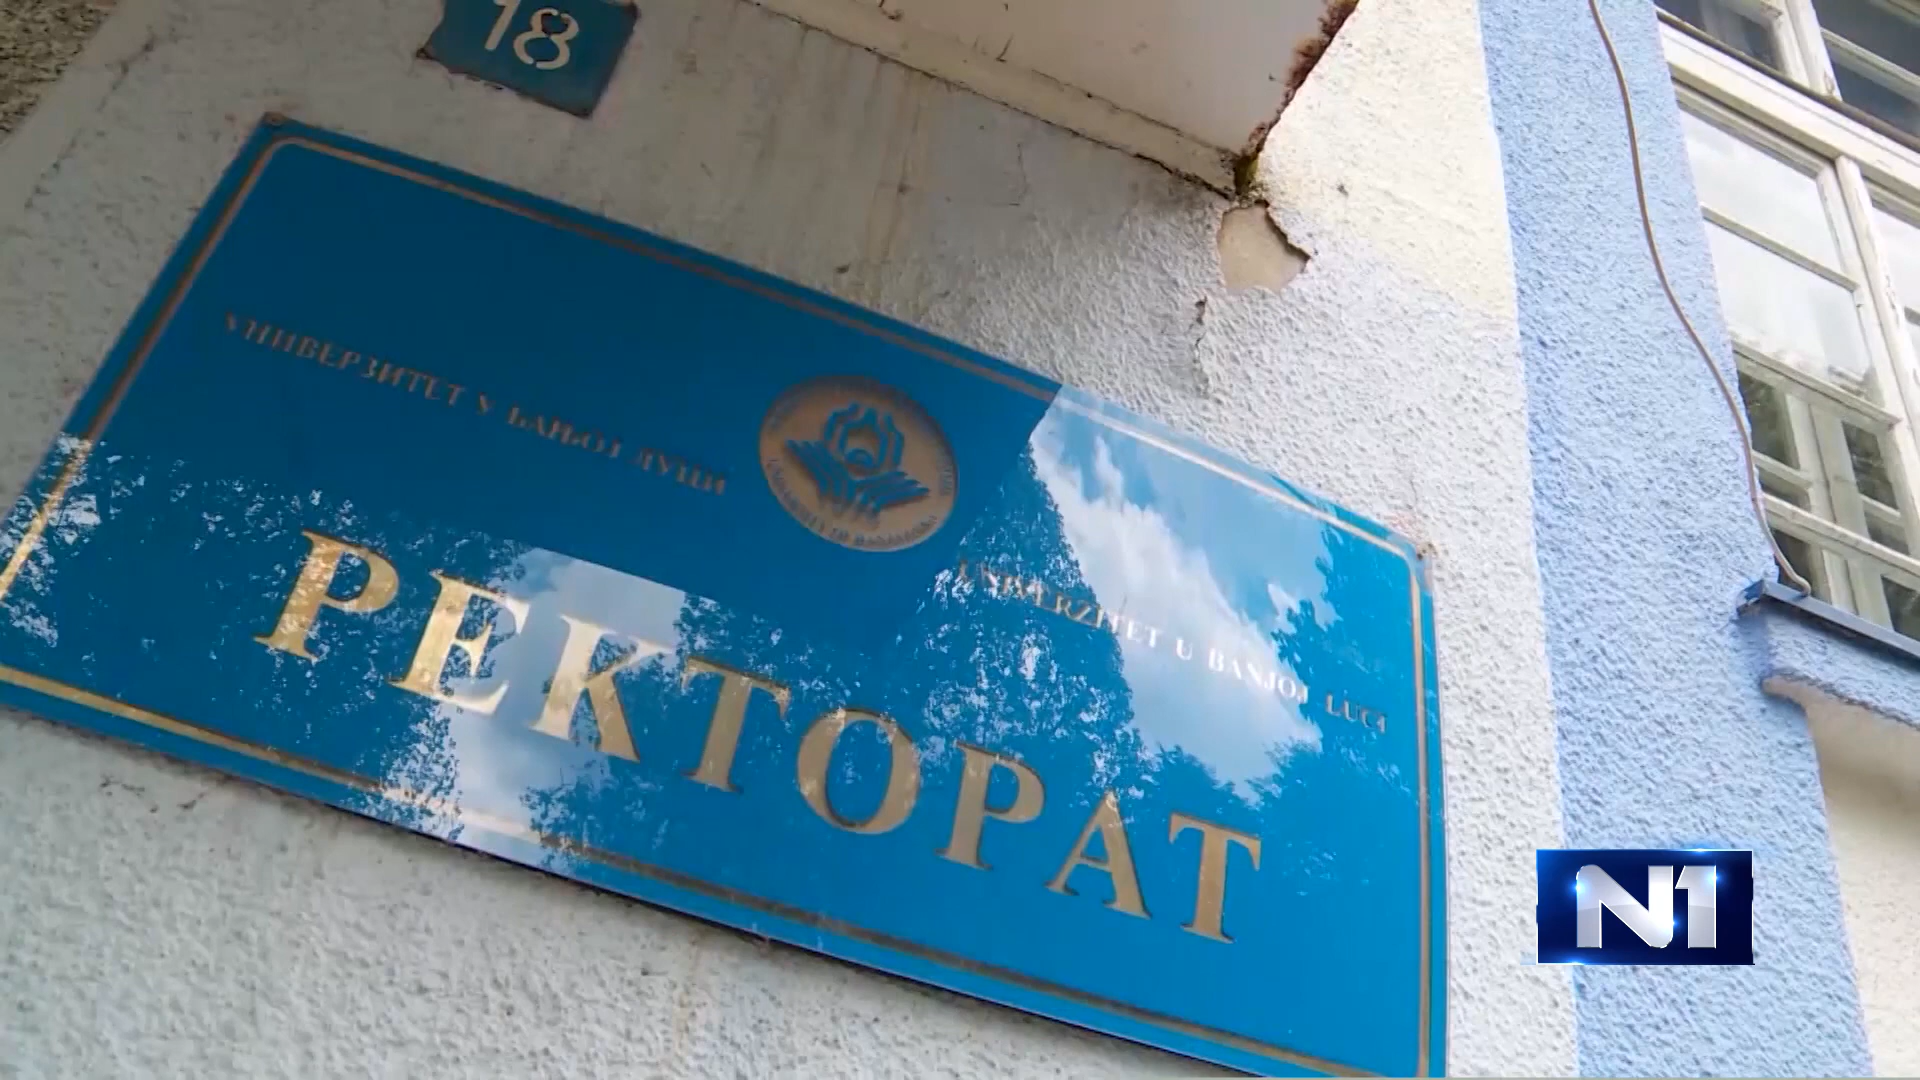 18
УНИВЕРЗИТЕТ У БАЊОЈ ЛУЦИ
UNIVERZITET U BANJOJ LUCI
РЕКТОРАТ
N1